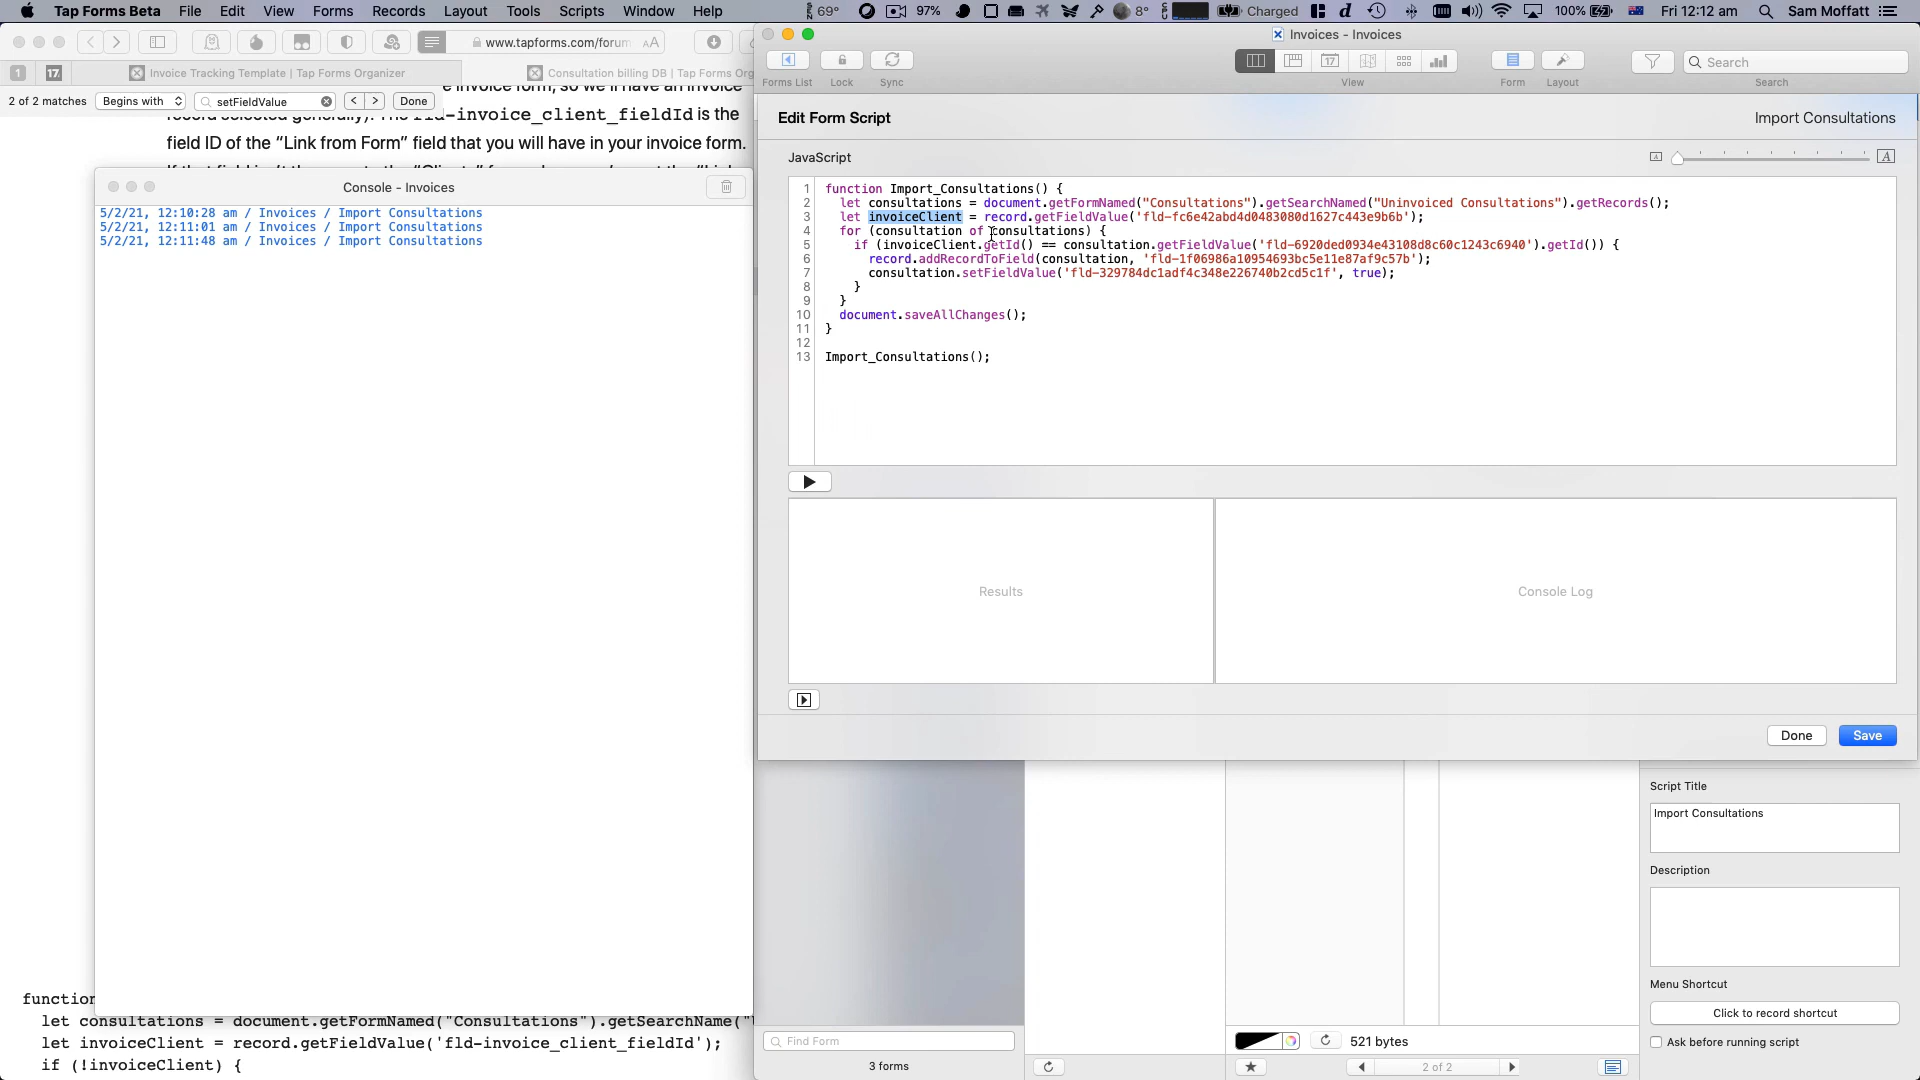 Tap Forms Beta File Edit View Forms Records Layout Tools Scripts Window Help 69° 97% 8° Charged 100% Fri 12:12 am Sam Moffatt
www.tapforms.com/forum
1 17 Invoice Tracking Template | Tap Forms Organizer Consultation billing DB | Tap Forms Org
2 of 2 matches Begins with setFieldValue Done
-invoice_client_fieldId is the
field ID of the “Link from Form” field that you will have in your invoice form.
Console - Invoices
5/2/21, 12:10:28 am / Invoices / Import Consultations
5/2/21, 12:11:01 am / Invoices / Import Consultations
5/2/21, 12:11:48 am / Invoices / Import Consultations
function
let consultations = document.getFormNamed("Consultations").getSearchName("
let invoiceClient = record.getFieldValue('fld-invoice_client_fieldId');
if (!invoiceClient) {
Invoices - Invoices
Forms List Lock Sync View Form Layout Search
Search
Edit Form Script Import Consultations
JavaScript
1 function Import_Consultations() {
2 let consultations = document.getFormNamed("Consultations").getSearchNamed("Uninvoiced Consultations").getRecords();
3 let invoiceClient = record.getFieldValue('fld-fc6e42abd4d0483080d1627c443e9b6b');
4 for (consultation of consultations) {
5 if (invoiceClient.getId() == consultation.getFieldValue('fld-6920ded0934e43108d8c60c1243c6940').getId()) {
6 record.addRecordToField(consultation, 'fld-1f06986a10954693bc5e11e87af9c57b');
7 consultation.setFieldValue('fld-329784dc1adf4c348e226740b2cd5c1f', true);
8 }
9 }
10 document.saveAllChanges();
11 }
12
13 Import_Consultations();
Results Console Log
Done Save
Script Title
Import Consultations
Description
Menu Shortcut
Click to record shortcut
Ask before running script
Find Form
521 bytes
3 forms
2 of 2